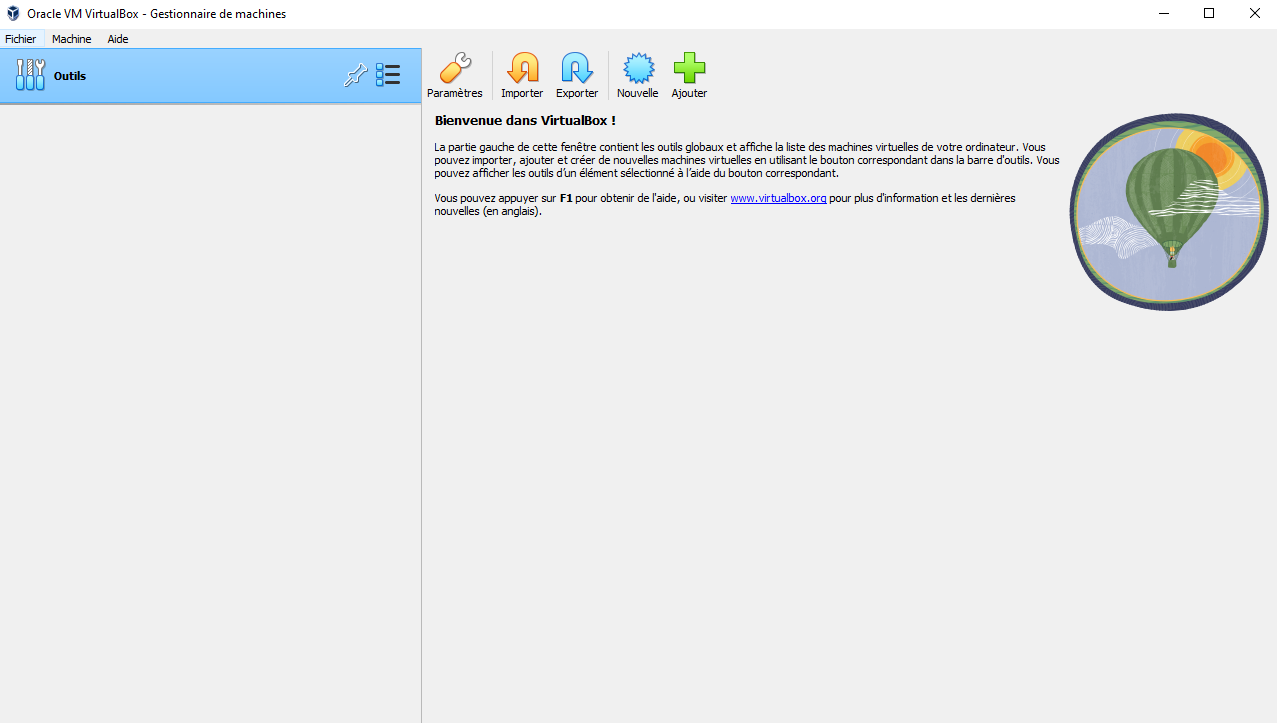 Oracle VM VirtualBox - Gestionnaire de machines
Fichier Machine Aide
Outils
Paramètres Importer Exporter Nouvelle Ajouter
Bienvenue dans VirtualBox !
La partie gauche de cette fenêtre contient les outils globaux et affiche la liste des machines virtuelles de votre ordinateur. Vous
pouvez importer, ajouter et créer de nouvelles machines virtuelles en utilisant le bouton correspondant dans la barre d'outils. Vous
pouvez afficher les outils d’un élément sélectionné à l’aide du bouton correspondant.
Vous pouvez appuyer sur F1 pour obtenir de l'aide, ou visiter www.virtualbox.org pour plus d'information et les dernières
nouvelles (en anglais).